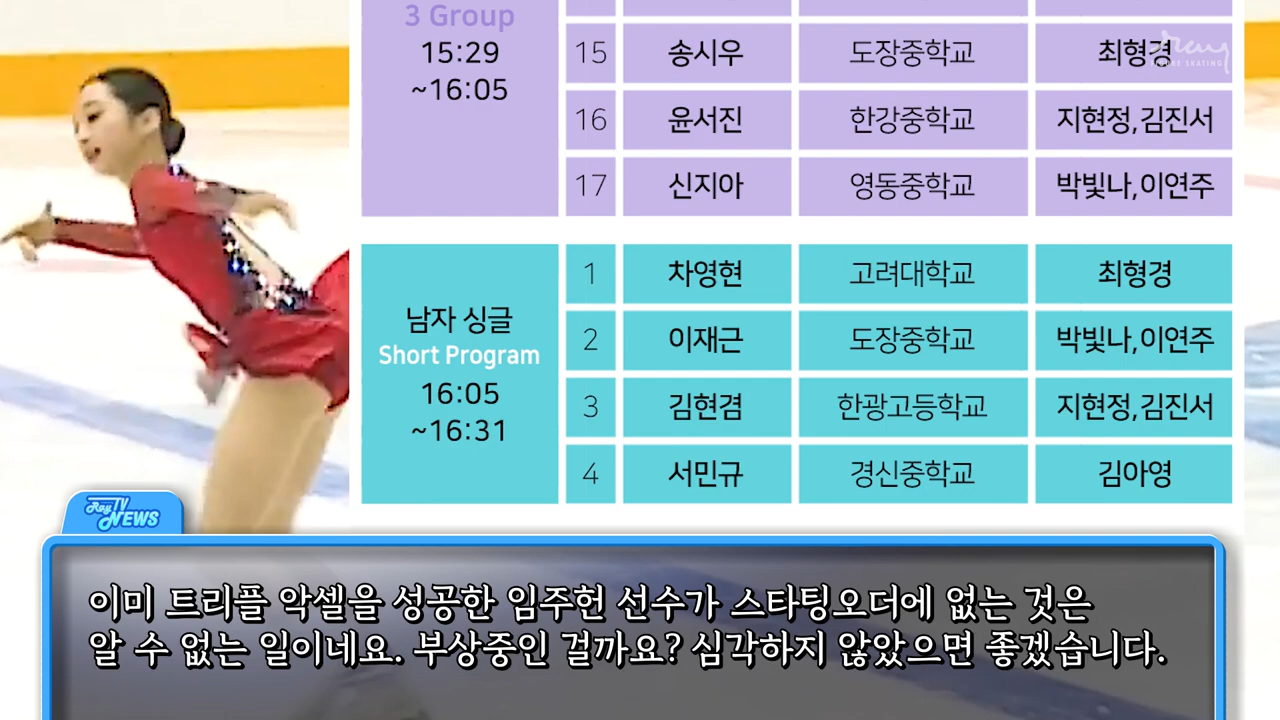 3 Group
15:29
~16:05
15 송시우 도장중학교 최형경
16 윤서진 한강중학교 지현정,김진서
17 신지아 영동중학교 박빛나,이연주
남자 싱글
Short Program
16:05
~16:31
1 차영현 고려대학교 최형경
2 이재근 도장중학교 박빛나,이연주
3 김현겸 한광고등학교 지현정,김진서
4 서민규 경신중학교 김아영
Ray TV
NEWS
이미 트리플 악셀을 성공한 임주헌 선수가 스타팅오더에 없는 것은
알 수 없는 일이네요. 부상중인 걸까요? 심각하지 않았으면 좋겠습니다.